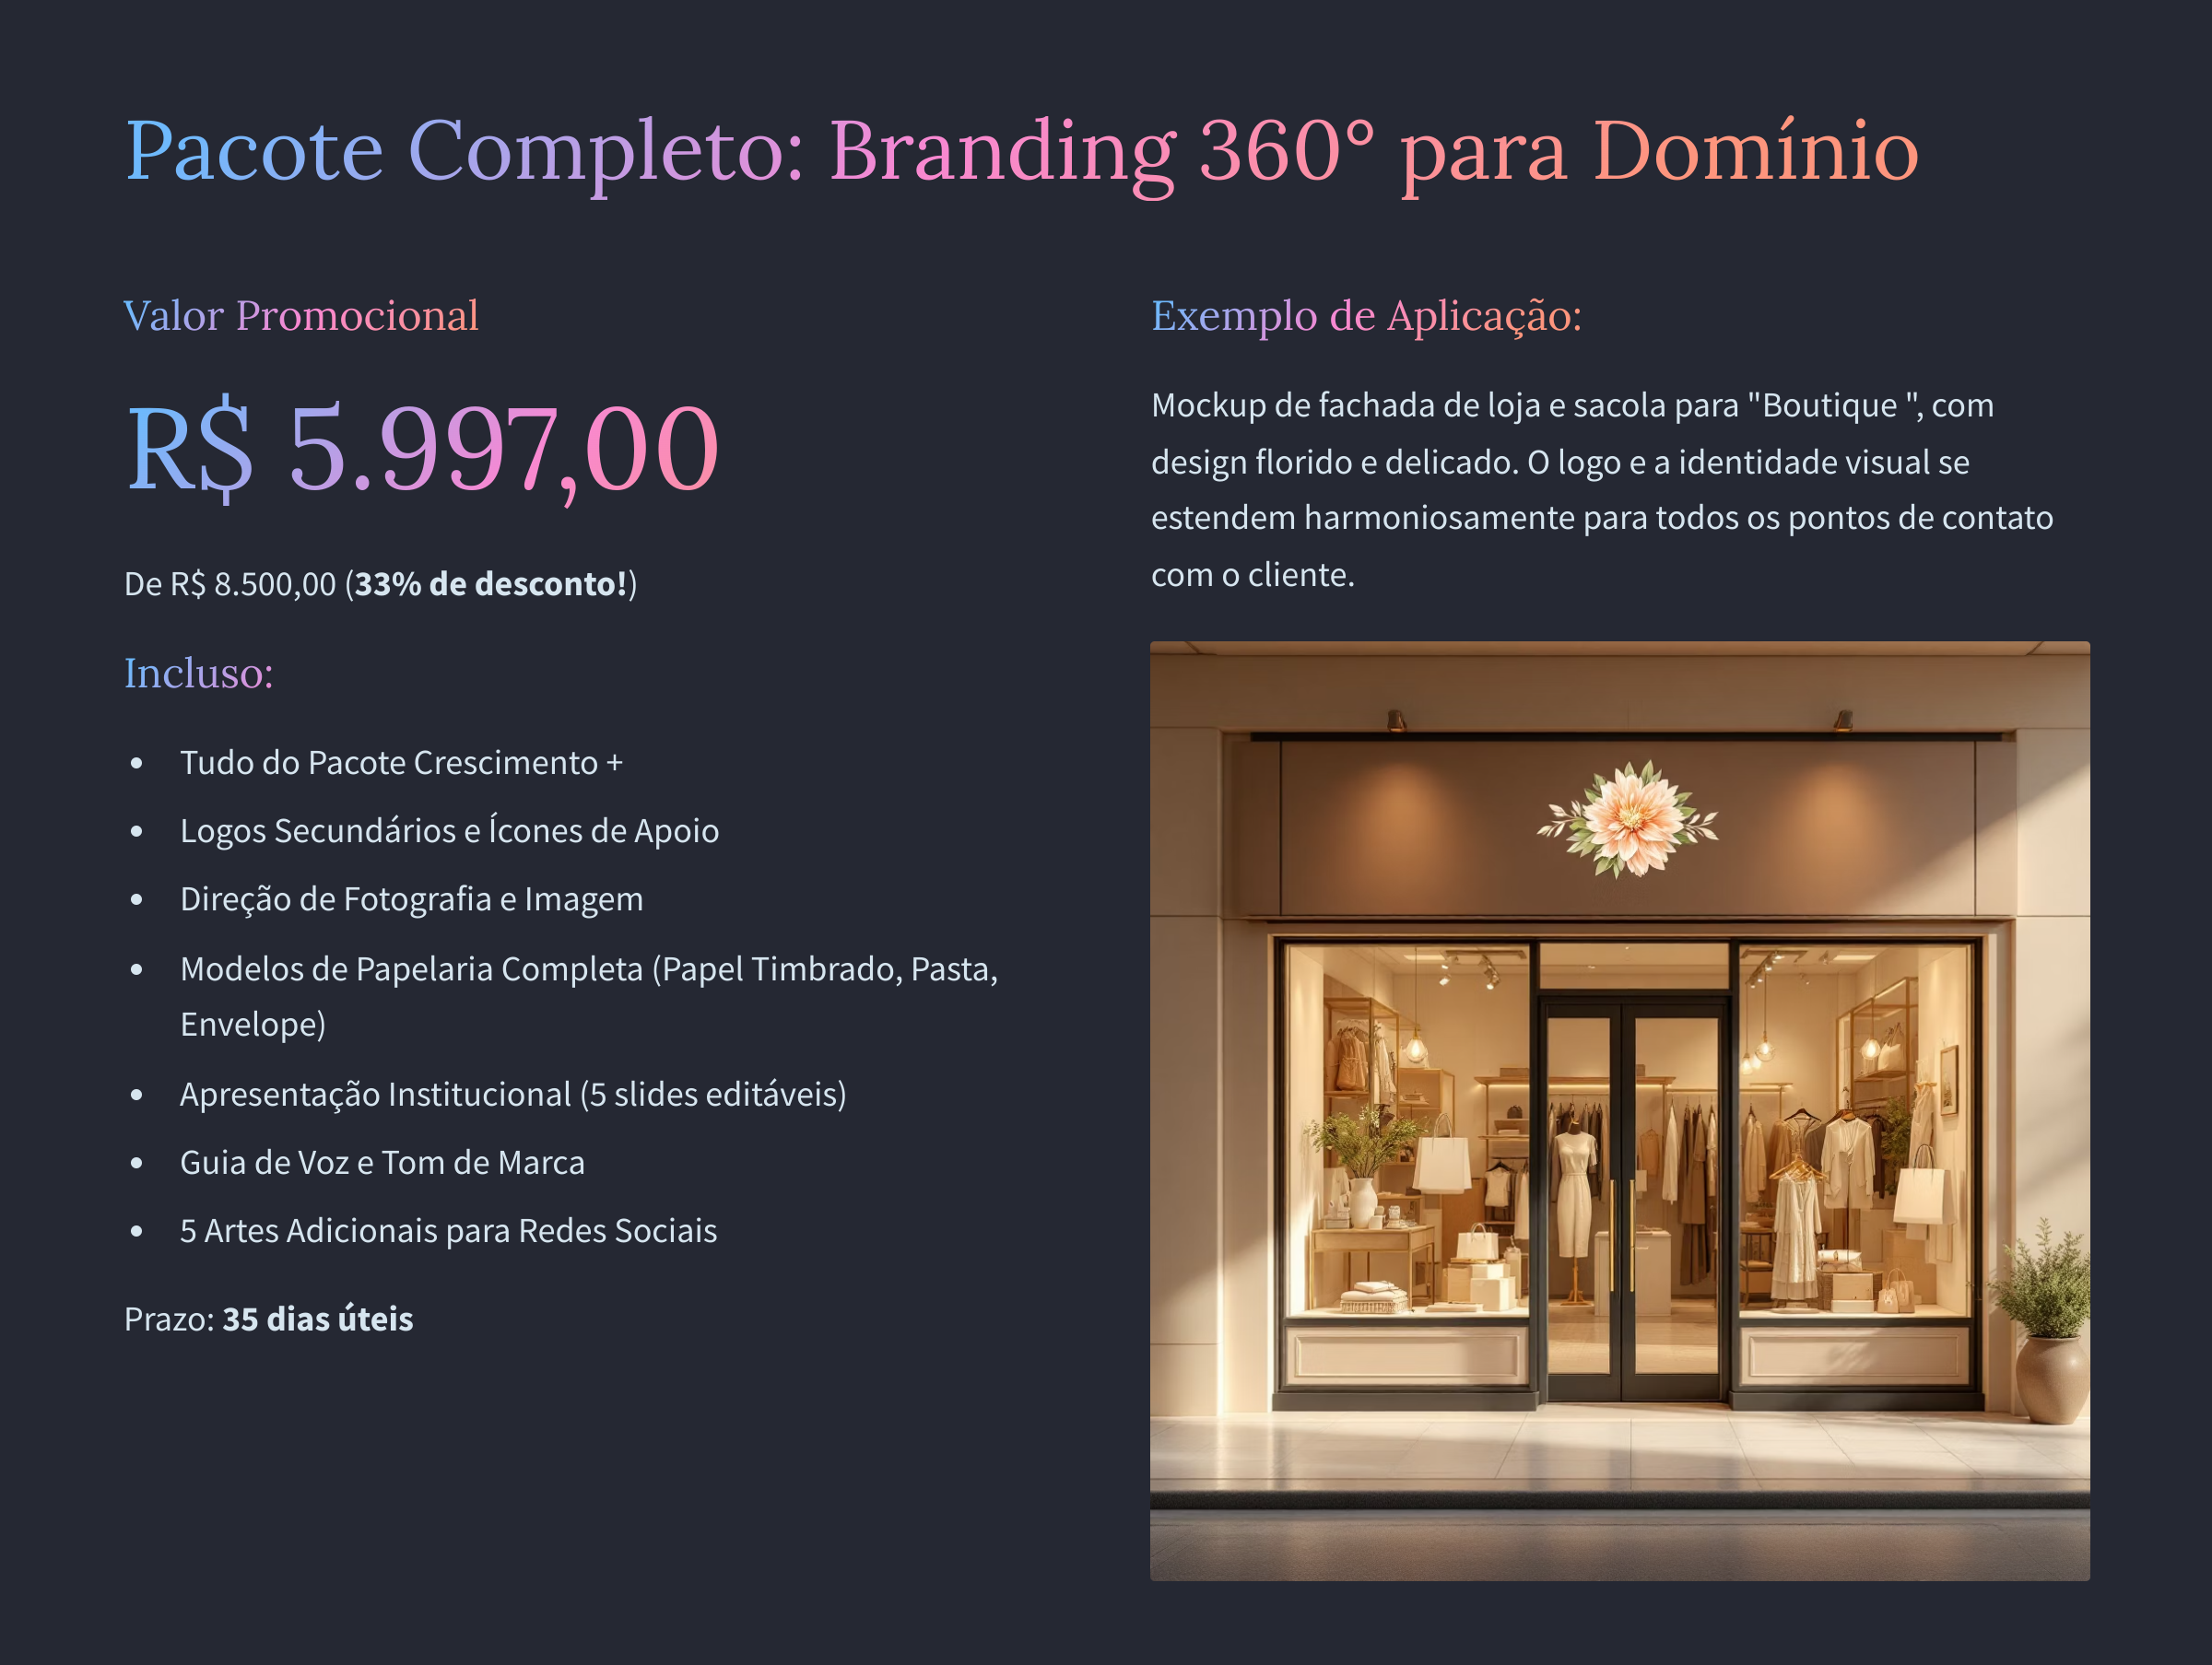 Pacote Completo: Branding 360° para Domínio
Valor Promocional
R$ 5.997,00
De R$ 8.500,00 (33% de desconto!)
Incluso:
• Tudo do Pacote Crescimento +
• Logos Secundários e Ícones de Apoio
• Direção de Fotografia e Imagem
• Modelos de Papelaria Completa (Papel Timbrado, Pasta,
Envelope)
• Apresentação Institucional (5 slides editáveis)
• Guia de Voz e Tom de Marca
• 5 Artes Adicionais para Redes Sociais
Prazo: 35 dias úteis
Exemplo de Aplicação:
Mockup de fachada de loja e sacola para "Boutique ", com
design florido e delicado. O logo e a identidade visual se
estendem harmoniosamente para todos os pontos de contato
com o cliente.